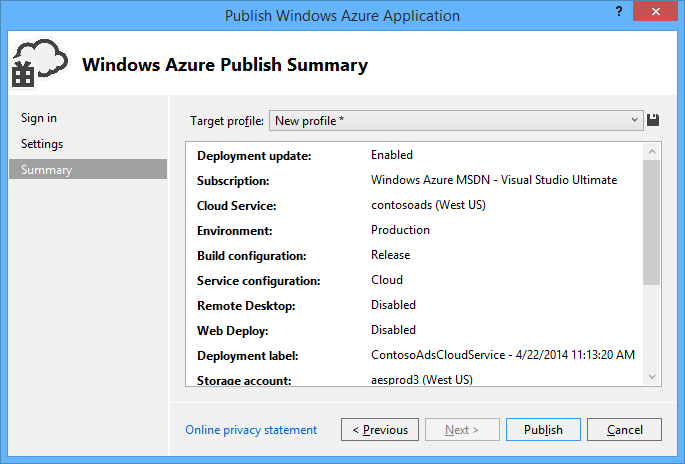 Publish Windows Azure Application
?
Windows Azure Publish Summary
Sign in
Settings
Summary
Target profile: New profile *
Deployment update: Enabled
Subscription: Windows Azure MSDN - Visual Studio Ultimate
Cloud Service: contosoads (West US)
Environment: Production
Build configuration: Release
Service configuration: Cloud
Remote Desktop: Disabled
Web Deploy: Disabled
Deployment label: ContosoAdsCloudService - 4/22/2014 11:13:20 AM
Storage account: aesprod3 (West US)
Online privacy statement < Previous Next > Publish Cancel